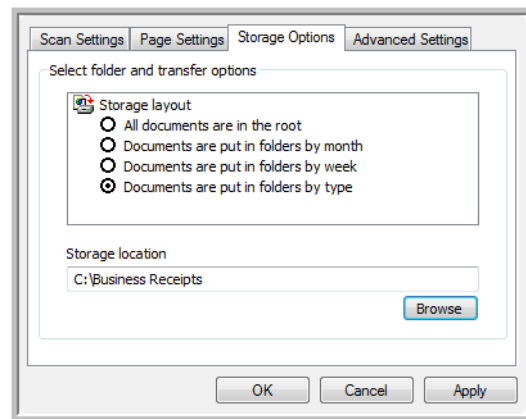 Scan Settings Page Settings Storage Options Advanced Settings
Select folder and transfer options
Storage layout
All documents are in the root
Documents are put in folders by month
Documents are put in folders by week
Documents are put in folders by type
Storage location
C:\Business Receipts
Browse
OK Cancel Apply